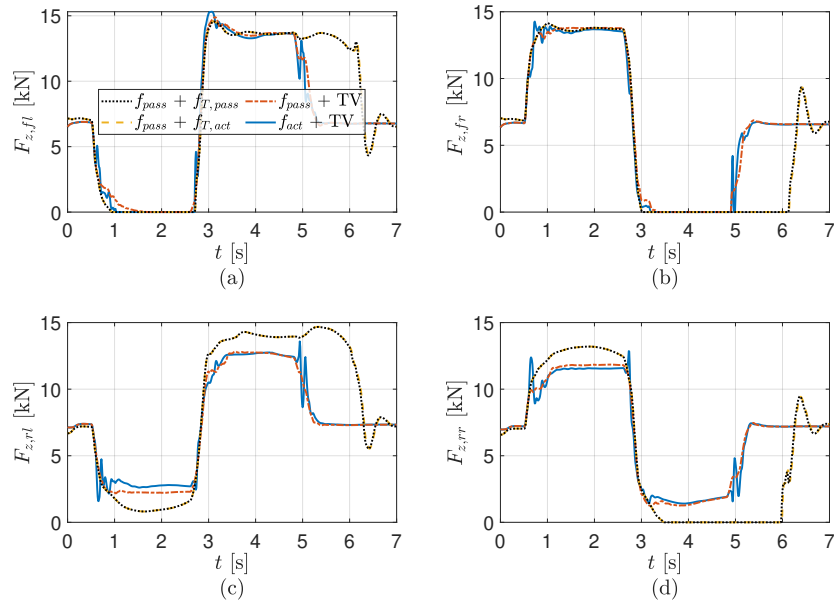 15
10
5
0
F_{z,fl} [kN]
f_{pass} + f_{T,pass}
f_{pass} + TV
f_{pass} + f_{T,act}
f_{act} + TV
0 1 2 3 4 5 6 7
t [s]
(a)
15
10
5
0
F_{z,fr} [kN]
0 1 2 3 4 5 6 7
t [s]
(b)
15
10
5
0
F_{z,rl} [kN]
0 1 2 3 4 5 6 7
t [s]
(c)
15
10
5
0
F_{z,rr} [kN]
0 1 2 3 4 5 6 7
t [s]
(d)